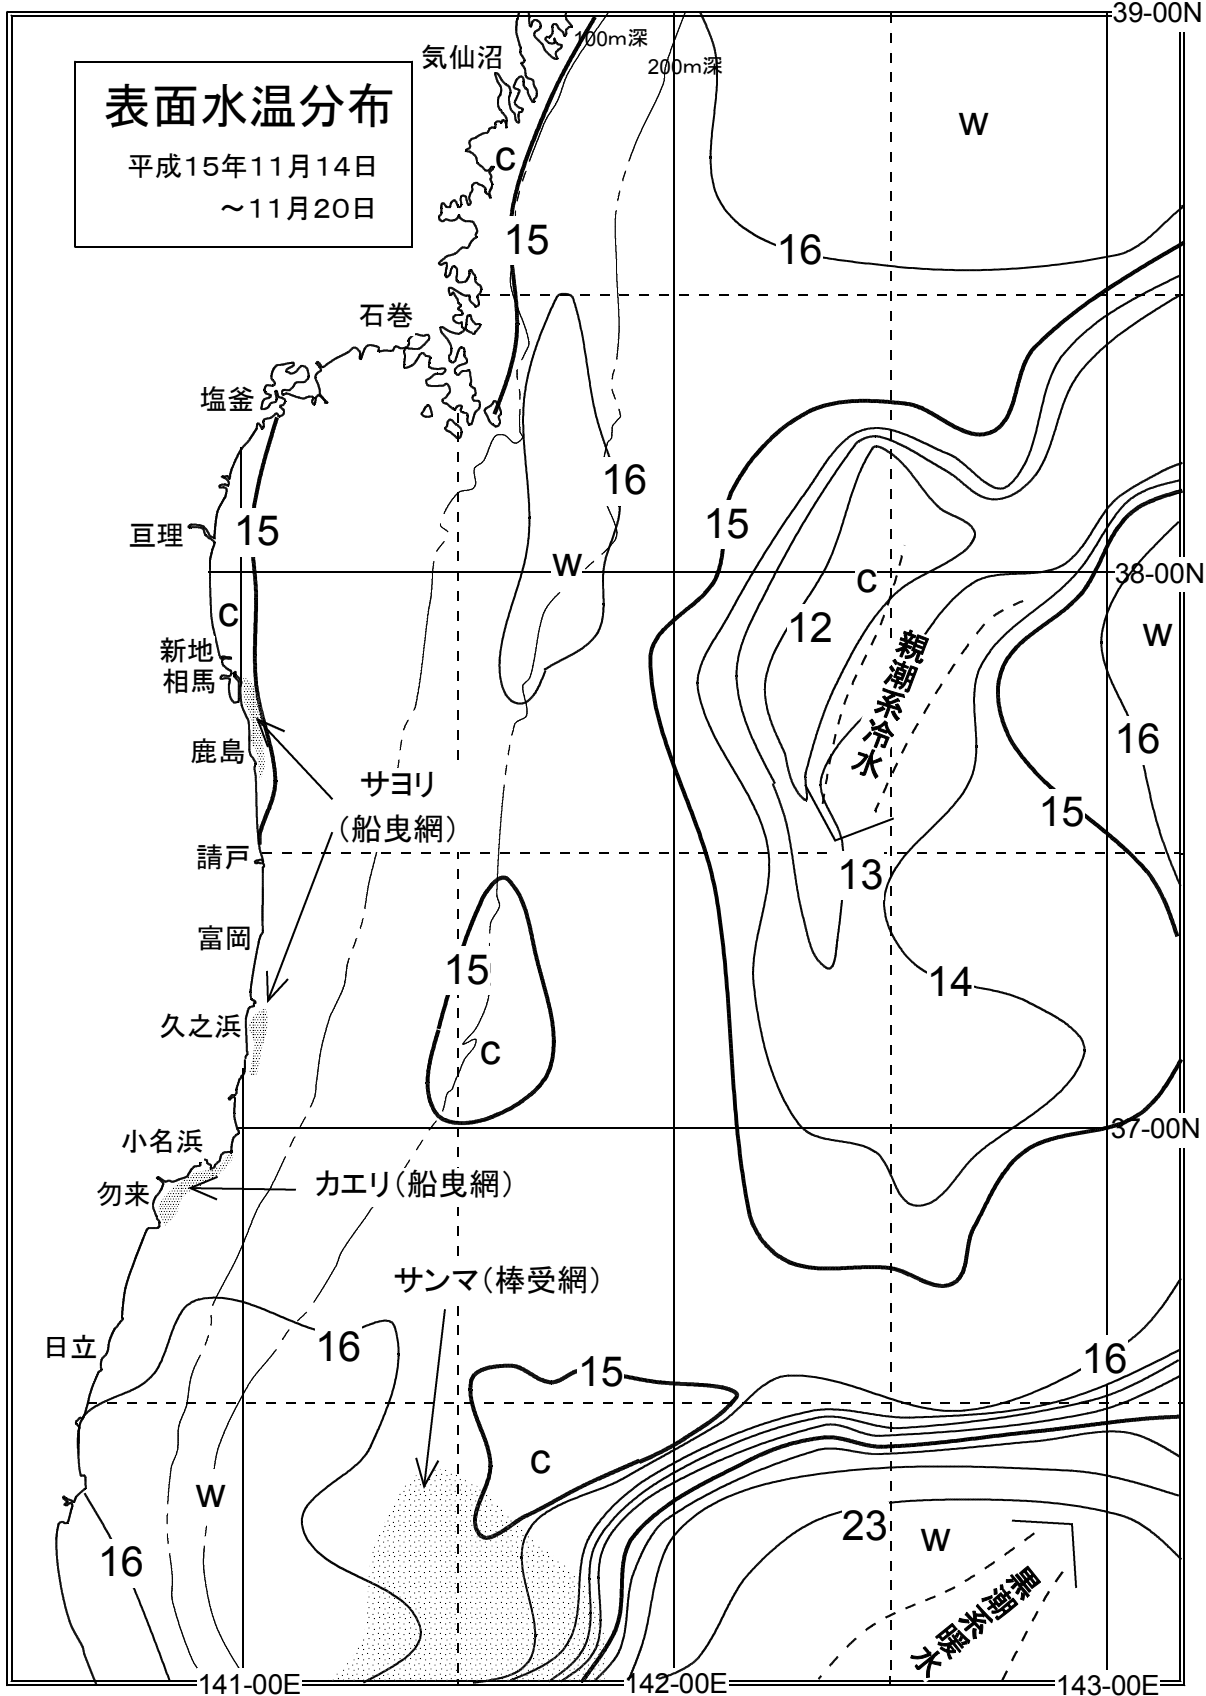 39-00N
100m深
気仙沼
200m深
表面水温分布
平成15年11月14日
～11月20日
W
C
15
16
石巻
塩釜
16
15
15
亘理
W
C
38-00N
C
12
W
新地
相馬
親潮系冷水
16
鹿島
サヨリ
(船曳網)
15
請戸
13
富岡
15
14
久之浜
C
37-00N
小名浜
カエリ(船曳網)
勿来
サンマ(棒受網)
日立
16
15
16
C
W
23
W
16
黒潮系暖水
141-00E
142-00E
143-00E